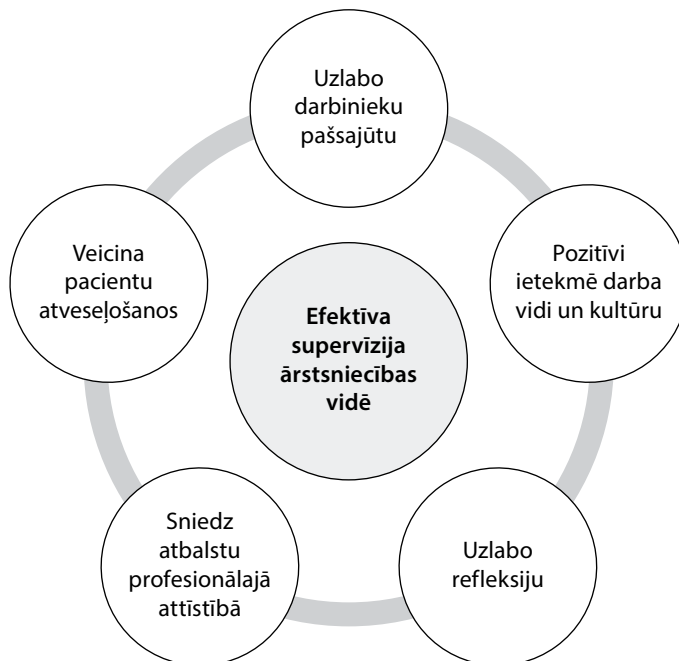 Uzlabo
darbinieku
pašsajūtu
Pozitīvi
ietekmē darba
vidi un kultūru
Uzlabo
refleksiju
Sniedz
atbalstu
profesionālajā
attīstībā
Veicina
pacientu
atveseļošanos
Efektīva
supervīzija
ārstsniecības
vidē